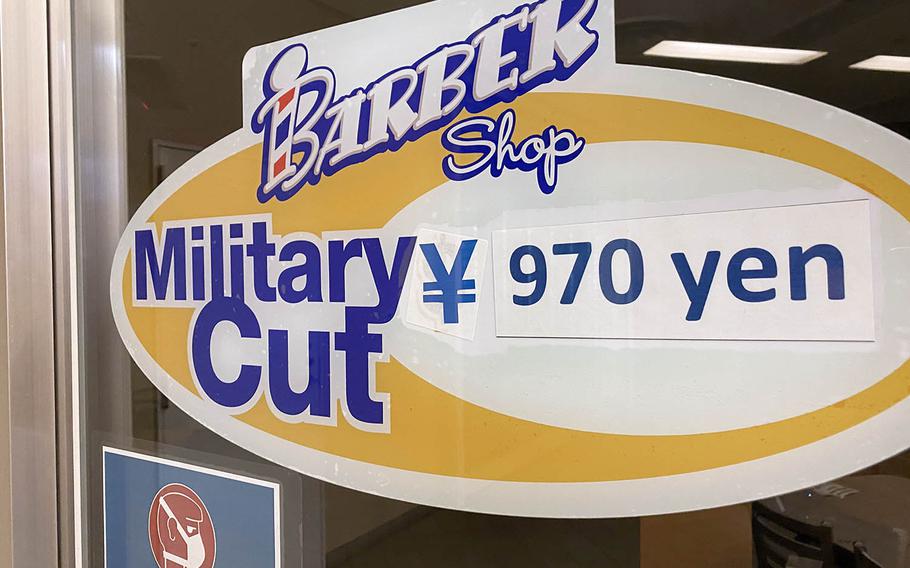 BARBER
Shop
Military ¥ 970 yen
Cut